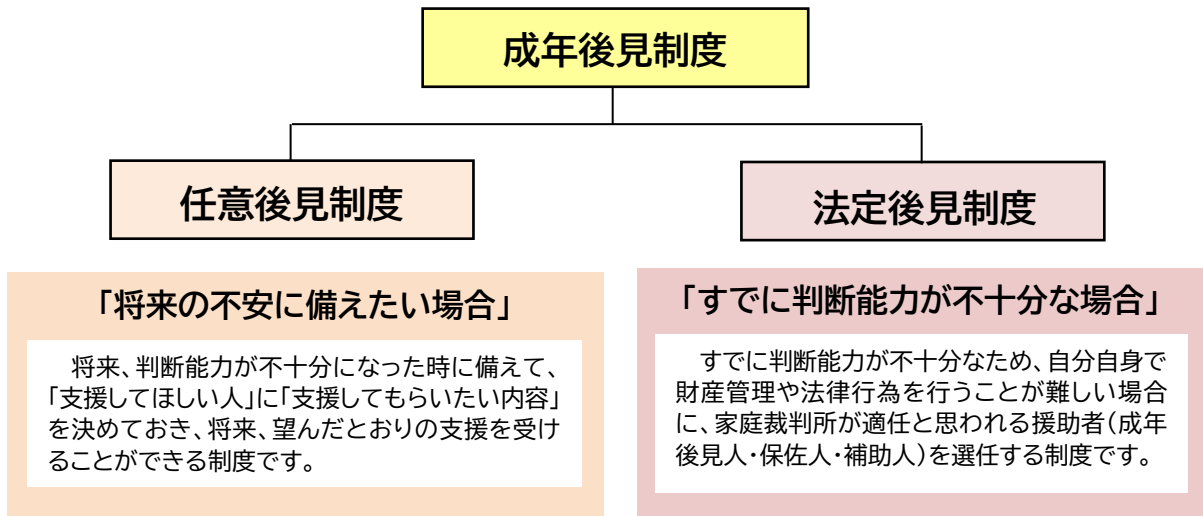 成年後見制度
任意後見制度
法定後見制度
「将来の不安に備えたい場合」
将来、判断能力が不十分になった時に備えて、
「支援してほしい人」に「支援してもらいたい内容」
を決めておき、将来、望んだとおりの支援を受け
ることができる制度です。
「すでに判断能力が不十分な場合」
すでに判断能力が不十分なため、自分自身で
財産管理や法律行為を行うことが難しい場合
に、家庭裁判所が適任と思われる援助者(成年
後見人・保佐人・補助人)を選任する制度です。